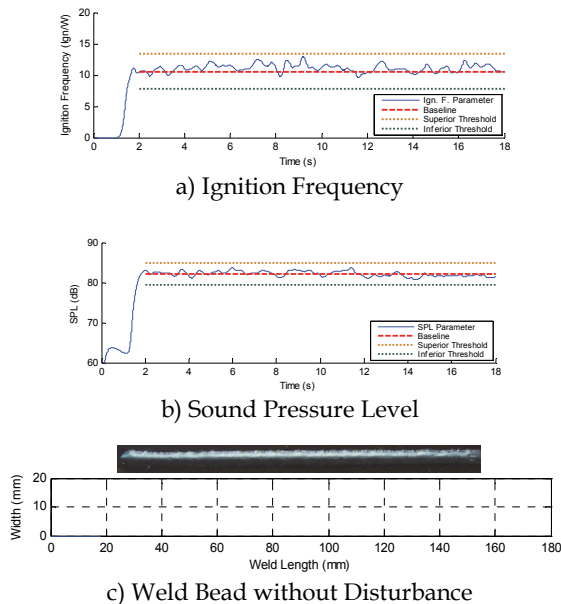 20
15
10
5
0
Ignition Frequency (Ign/W)
Ign. F. Parameter
Baseline
Superior Threshold
Inferior Threshold
0 2 4 6 8 10 12 14 16 18
Time (s)
a) Ignition Frequency
90
80
70
60
SPL (dB)
SPL Parameter
Baseline
Superior Threshold
Inferior Threshold
0 2 4 6 8 10 12 14 16 18
Time (s)
b) Sound Pressure Level
20
10
0
Width (mm)
0 20 40 60 80 100 120 140 160 180
Weld Length (mm)
c) Weld Bead without Disturbance